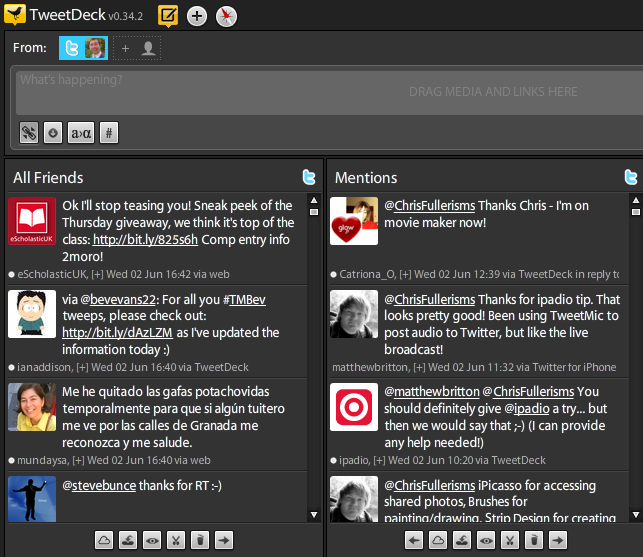 TweetDeck v0.34.2
From:
+
What's happening?
DRAG MEDIA AND LINKS HERE
a›α
#
All Friends
eScholasticUK
Ok I'll stop teasing you! Sneak peek of the
Thursday giveaway, we think it's top of the
class: http://bit.ly/825s6h Comp entry info
2moro!
eScholasticUK, [+] Wed 02 Jun 16:42 via web
via @bevevans22: For all you #TMBev
tweeps, please check out:
http://bit.ly/dAzLZM as I've updated the
information today :)
ianaddison, [+] Wed 02 Jun 16:40 via TweetDeck
Me he quitado las gafas potachovidas
temporalmente para que si algún tuitero
me ve por las calles de Granada me
reconozca y me salude.
mundaysa, [+] Wed 02 Jun 16:40 via web
@stevebunce thanks for RT :-)
Mentions
glow
@ChrisFullerisms Thanks Chris - I'm on
movie maker now!
Catriona_O, [+] Wed 02 Jun 12:39 via TweetDeck in reply to
@ChrisFullerisms Thanks for ipadio tip. That
looks pretty good! Been using TweetMic to
post audio to Twitter, but like the live
broadcast!
matthewbritton, [+] Wed 02 Jun 11:32 via Twitter for iPhone
@matthewbritton @ChrisFullerisms You
should definitely give @ipadio a try... but
then we would say that ;-) (I can provide
any help needed!)
ipadio, [+] Wed 02 Jun 10:20 via TweetDeck
@ChrisFullerisms iPicasso for accessing
shared photos, Brushes for
painting/drawing, Strip Design for creating